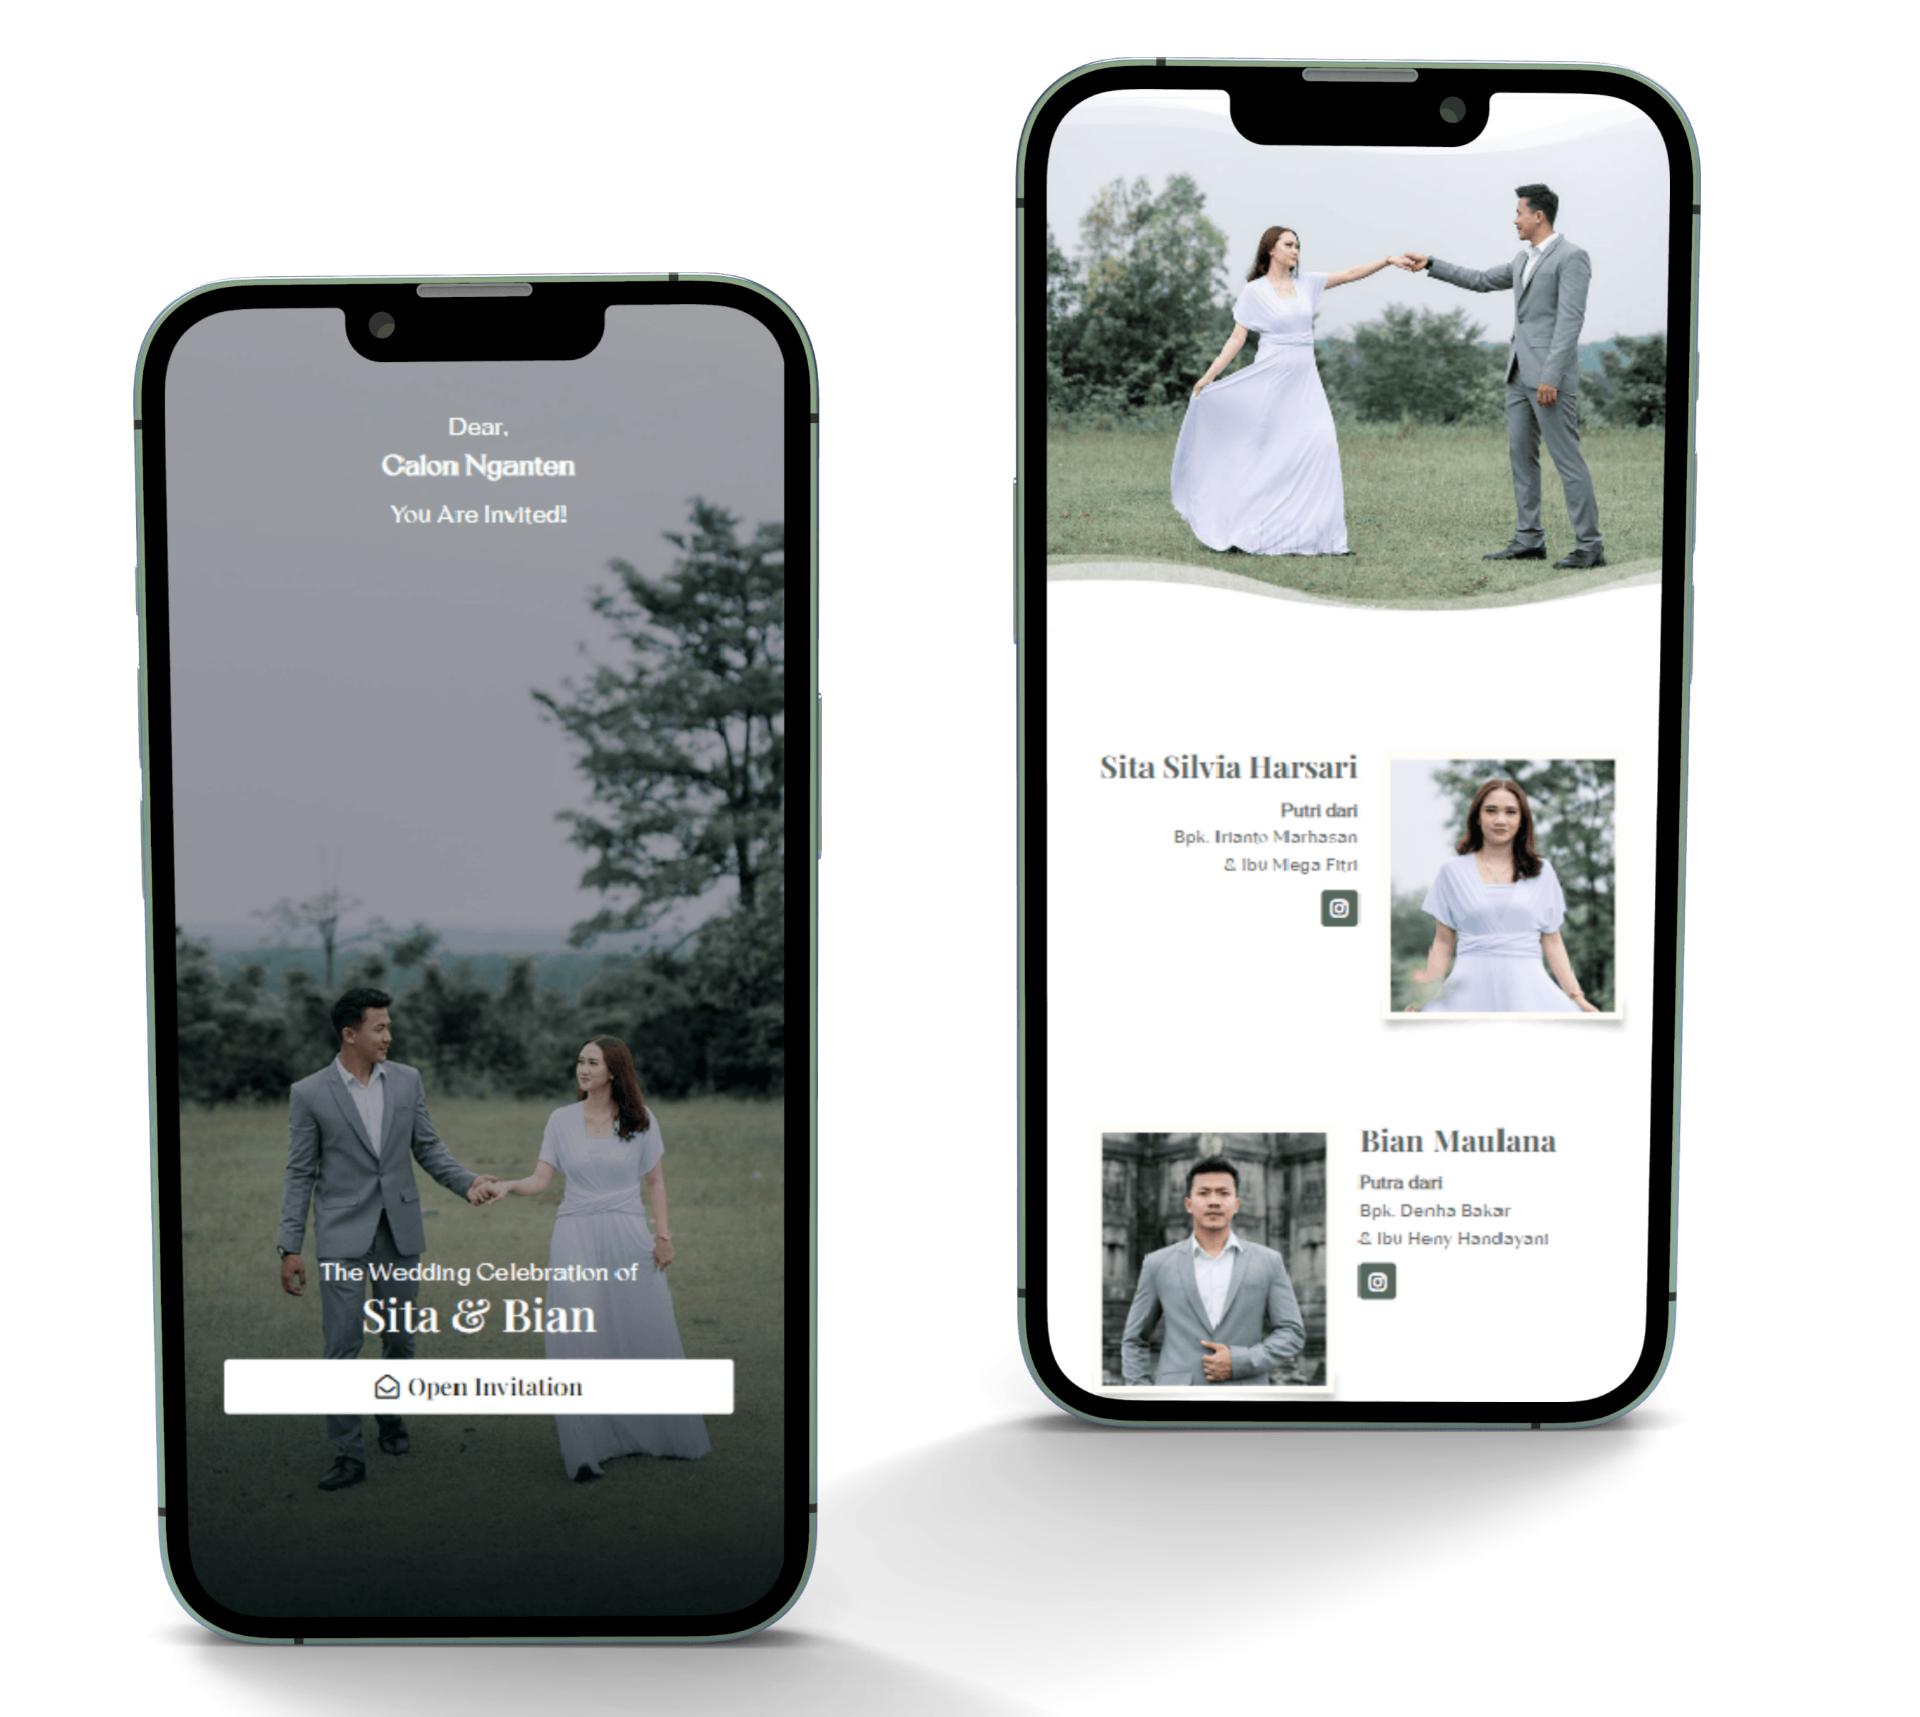 Dear,
Calon Nganten
You Are Invited!
The Wedding Celebration of
Sita & Bian
Open Invitation
Sita Silvia Harsari
Putri dari
Bpk. Irianto Marhasan
& Ibu Mega Fitri
Bian Maulana
Putra dari
Bpk. Denha Bakar
& Ibu Heny Handayani